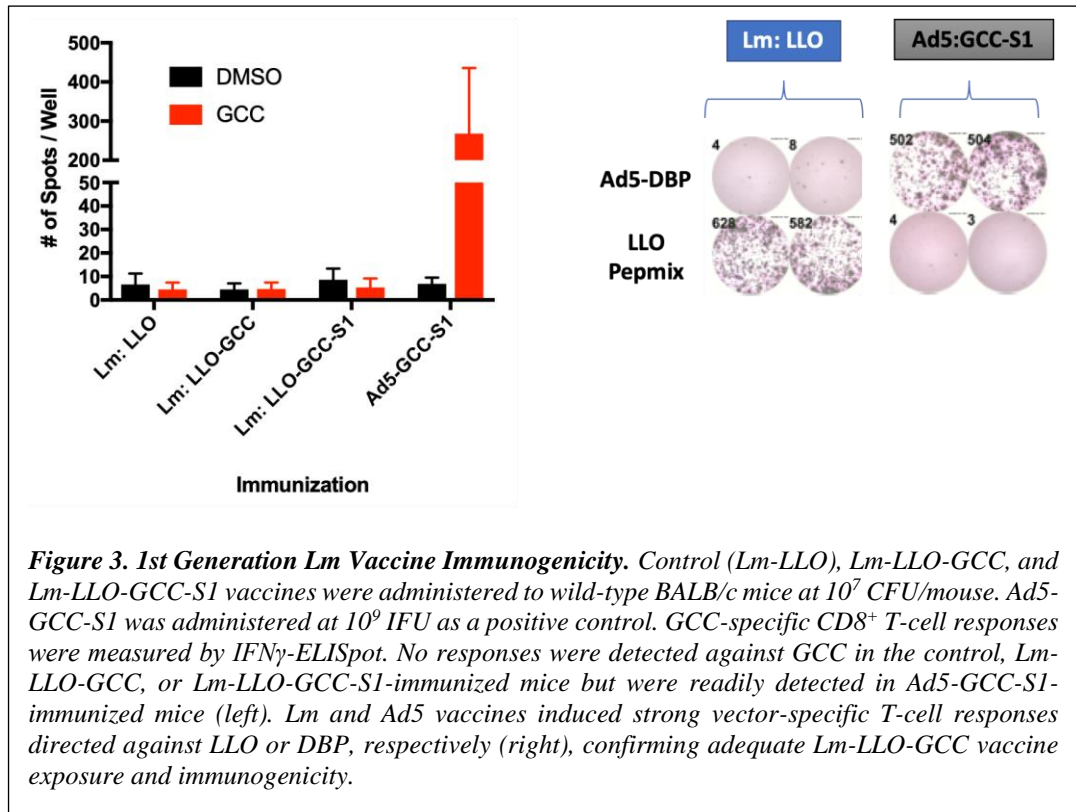 500
400
300
200
50
40
30
20
10
0
# of Spots / Well
DMSO
GCC
Lm: LLO
Lm: LLO-GCC
Lm: LLO-GCC-S1
Ad5-GCC-S1
Immunization
Lm: LLO
Ad5:GCC-S1
Ad5-DBP
4
8
502
504
LLO
Pepmix
628
582
4
3
Figure 3. 1st Generation Lm Vaccine Immunogenicity. Control (Lm-LLO), Lm-LLO-GCC, and
Lm-LLO-GCC-S1 vaccines were administered to wild-type BALB/c mice at 10⁷ CFU/mouse. Ad5-
GCC-S1 was administered at 10⁹ IFU as a positive control. GCC-specific CD8⁺ T-cell responses
were measured by IFNγ-ELISpot. No responses were detected against GCC in the control, Lm-
LLO-GCC, or Lm-LLO-GCC-S1-immunized mice but were readily detected in Ad5-GCC-S1-
immunized mice (left). Lm and Ad5 vaccines induced strong vector-specific T-cell responses
directed against LLO or DBP, respectively (right), confirming adequate Lm-LLO-GCC vaccine
exposure and immunogenicity.